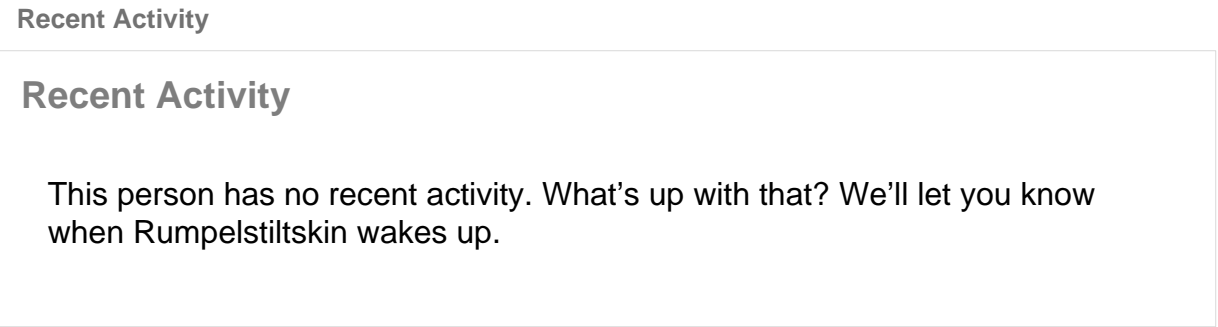 Recent Activity
Recent Activity
This person has no recent activity. What’s up with that? We’ll let you know
when Rumpelstiltskin wakes up.